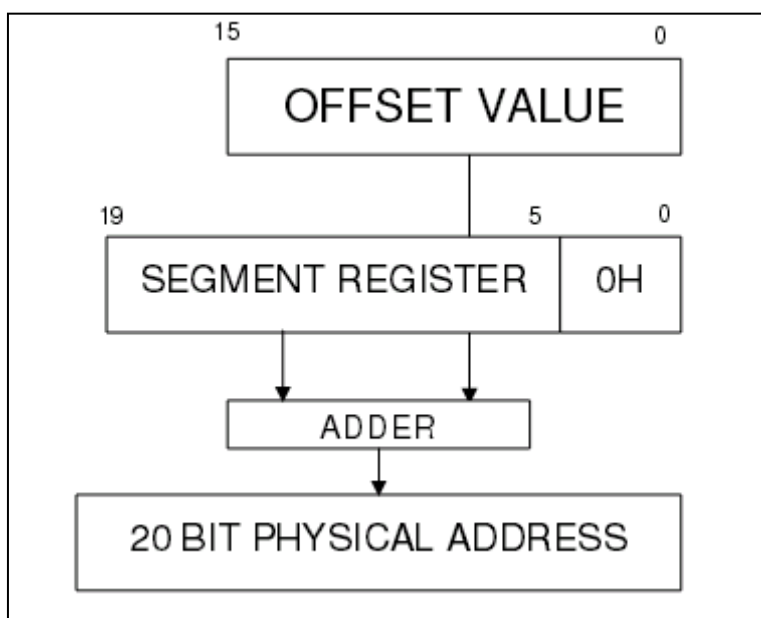 15 0
OFFSET VALUE
19 5 0
SEGMENT REGISTER 0H
ADDER
20 BIT PHYSICAL ADDRESS